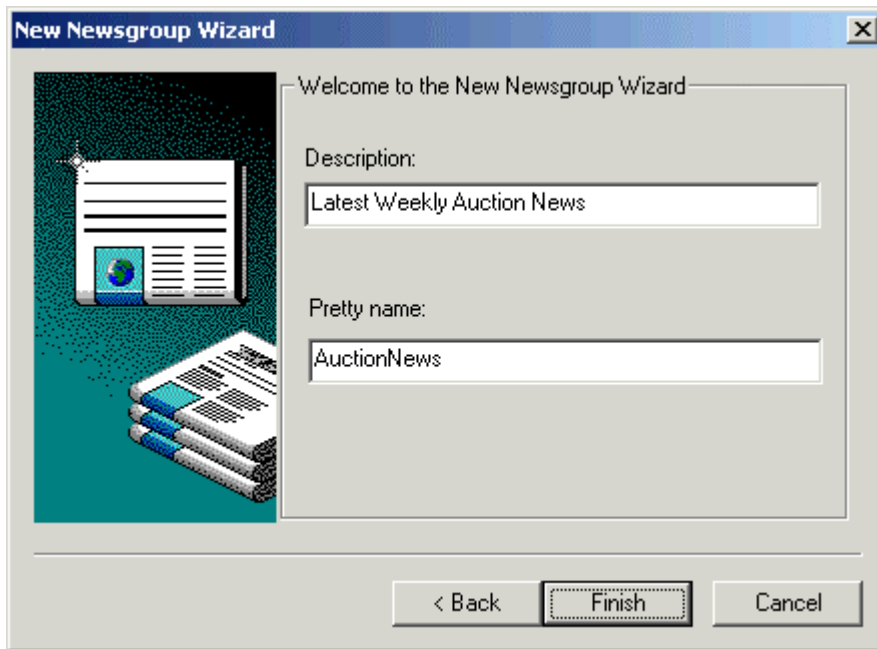 New Newsgroup Wizard
Welcome to the New Newsgroup Wizard
Description:
Latest Weekly Auction News
Pretty name:
AuctionNews
< Back Finish Cancel